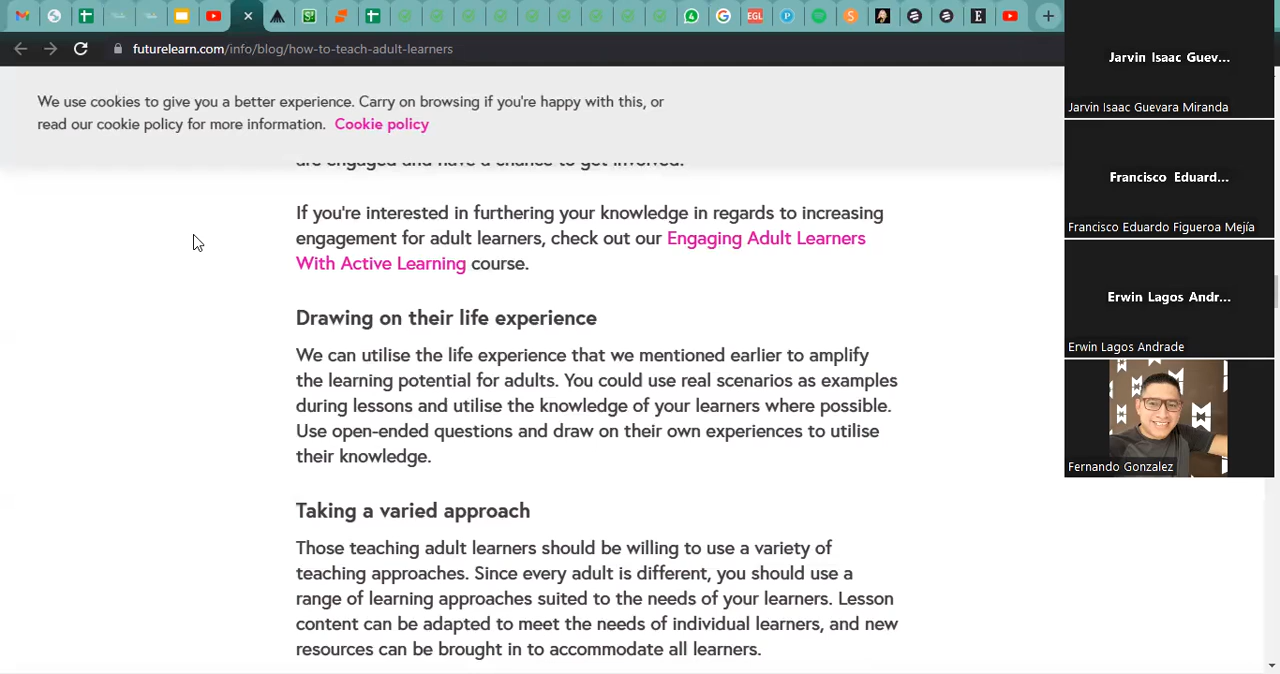 futurelearn.com/info/blog/how-to-teach-adult-learners
We use cookies to give you a better experience. Carry on browsing if you're happy with this, or
read our cookie policy for more information. Cookie policy
are engaged and have a chance to get involved.
If you're interested in furthering your knowledge in regards to increasing
engagement for adult learners, check out our Engaging Adult Learners
With Active Learning course.
Drawing on their life experience
We can utilise the life experience that we mentioned earlier to amplify
the learning potential for adults. You could use real scenarios as examples
during lessons and utilise the knowledge of your learners where possible.
Use open-ended questions and draw on their own experiences to utilise
their knowledge.
Taking a varied approach
Those teaching adult learners should be willing to use a variety of
teaching approaches. Since every adult is different, you should use a
range of learning approaches suited to the needs of your learners. Lesson
content can be adapted to meet the needs of individual learners, and new
resources can be brought in to accommodate all learners.
Jarvin Isaac Guev...
Jarvin Isaac Guevara Miranda
Francisco Eduard...
Francisco Eduardo Figueroa Mejía
Erwin Lagos Andr...
Erwin Lagos Andrade
Fernando Gonzalez